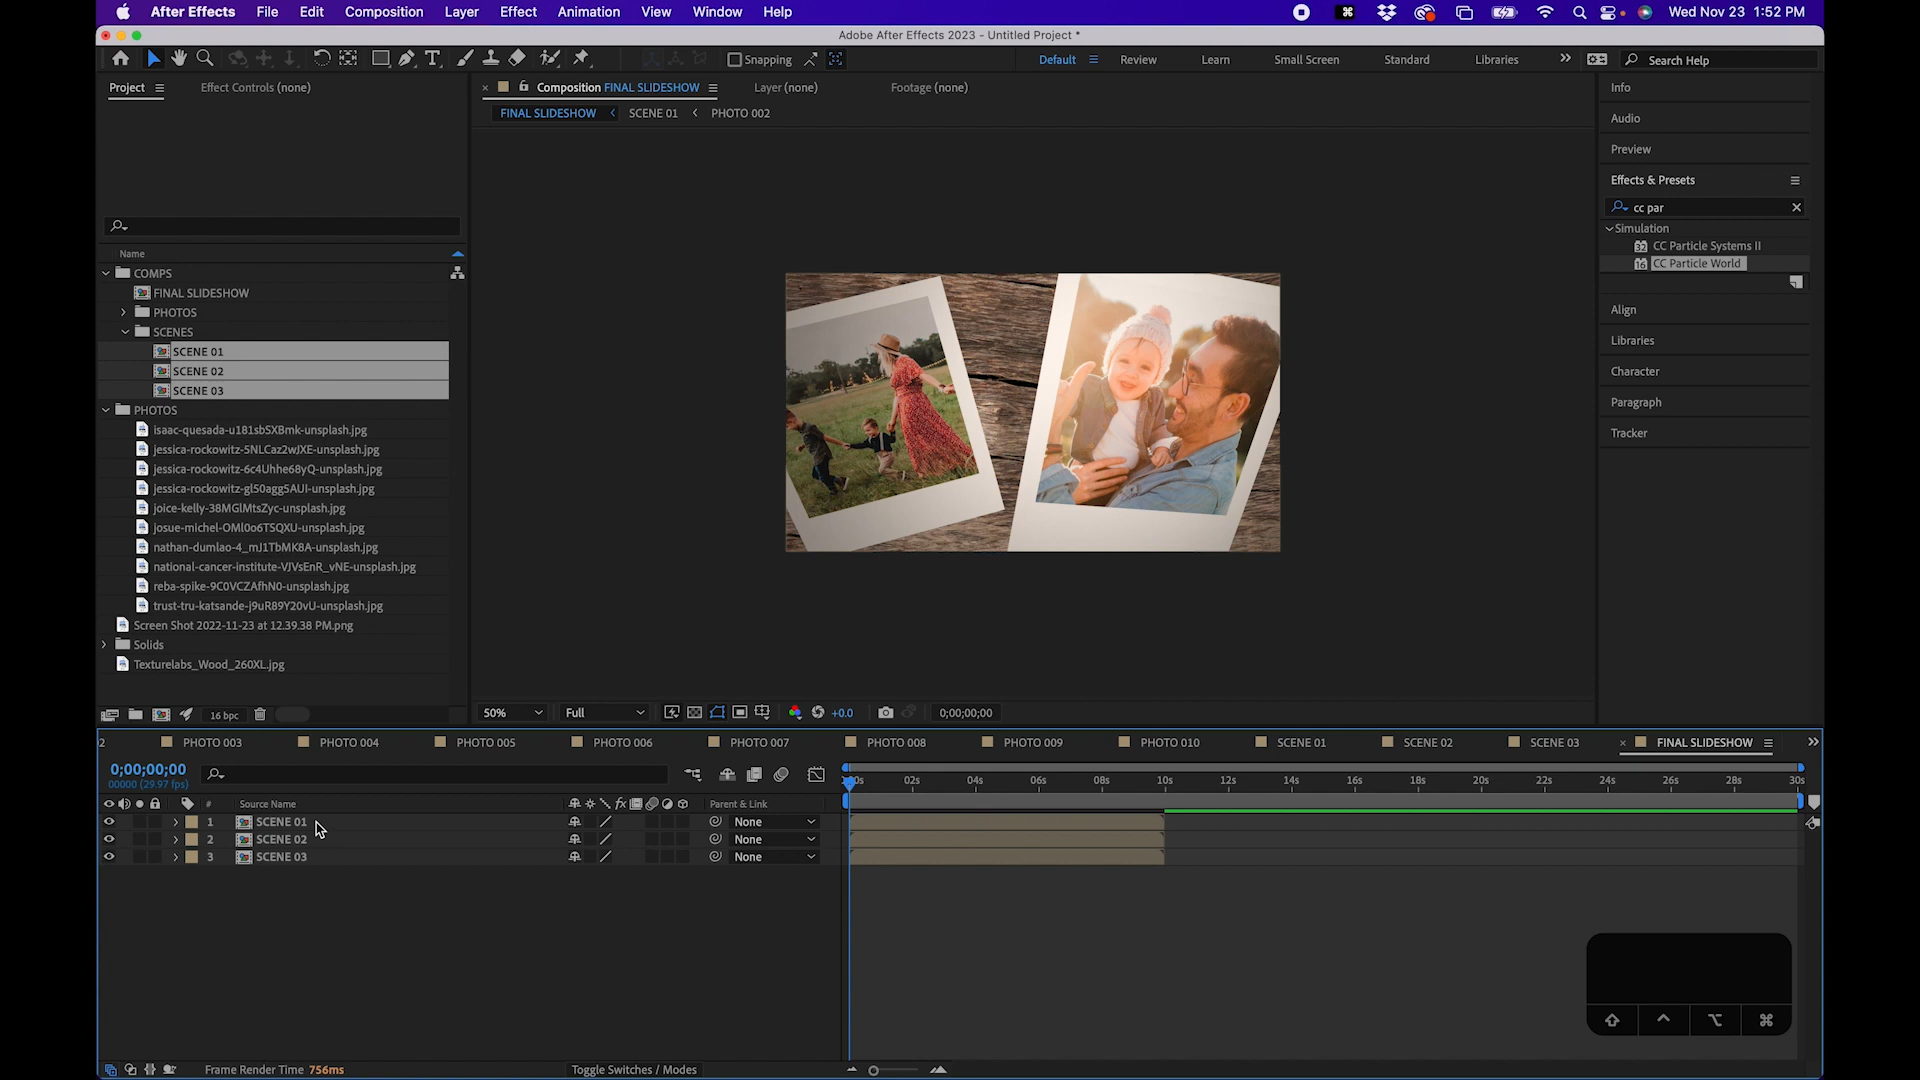 After Effects File Edit Composition Layer Effect Animation View Window Help Wed Nov 23 1:52 PM
Adobe After Effects 2023 - Untitled Project *
Snapping Default Review Learn Small Screen Standard Libraries Search Help
Project Effect Controls (none) Composition FINAL SLIDESHOW Layer (none) Footage (none) Info
FINAL SLIDESHOW SCENE 01 PHOTO 002
Audio
Preview
Effects & Presets
cc par
Simulation
CC Particle Systems II
CC Particle World
Align
Libraries
Character
Paragraph
Tracker
Name
COMPS
FINAL SLIDESHOW
PHOTOS
SCENES
SCENE 01
SCENE 02
SCENE 03
PHOTOS
isaac-quesada-u181sbSXBmk-unsplash.jpg
jessica-rockowitz-5NLCaz2wJXE-unsplash.jpg
jessica-rockowitz-6c4Uhhe68yQ-unsplash.jpg
jessica-rockowitz-gl50agg5AUI-unsplash.jpg
joice-kelly-38MGlMtsZyc-unsplash.jpg
josue-michel-OMl0o6TSQXU-unsplash.jpg
nathan-dumlao-4_mJ1TbMK8A-unsplash.jpg
national-cancer-institute-VJVsEnR_vNE-unsplash.jpg
reba-spike-9C0VCZAfhN0-unsplash.jpg
trust-tru-katsande-j9uR89Y20vU-unsplash.jpg
Screen Shot 2022-11-23 at 12.39.38 PM.png
Solids
Texturelabs_Wood_260XL.jpg
16 bpc 50% Full +0.0 0;00;00;00
2 PHOTO 003 PHOTO 004 PHOTO 005 PHOTO 006 PHOTO 007 PHOTO 008 PHOTO 009 PHOTO 010 SCENE 01 SCENE 02 SCENE 03 FINAL SLIDESHOW
0;00;00;00
00000 (29.97 fps)
02s 04s 06s 08s 10s 12s 14s 16s 18s 20s 22s 24s 26s 28s 30s
# Source Name fx Parent & Link
1 SCENE 01 None
2 SCENE 02 None
3 SCENE 03 None
Frame Render Time 756ms Toggle Switches / Modes